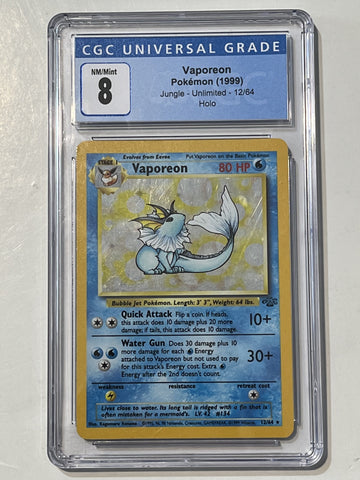 CGC UNIVERSAL GRADE
NM/Mint
8
Vaporeon
Pokémon (1999)
Jungle - Unlimited - 12/64
Holo
STAGE 1
Evolves from Eevee
Put Vaporeon on the Basic Pokémon
Vaporeon
80 HP
Bubble Jet Pokémon. Length: 3' 3", Weight: 64 lbs.
Quick Attack Flip a coin. If heads,
this attack does 10 damage plus 20 more
damage; if tails, this attack does 10 damage.
10+
Water Gun Does 30 damage plus 10
more damage for each Energy
attached to Vaporeon but not used to pay
for this attack's Energy cost. Extra
Energy after the 2nd doesn't count.
30+
weakness
resistance
retreat cost
Lives close to water. Its long tail is ridged with a fin that is
often mistaken for a mermaid's. LV. 42 #134
Illus. Kagemaru Himeno
12/64 ★